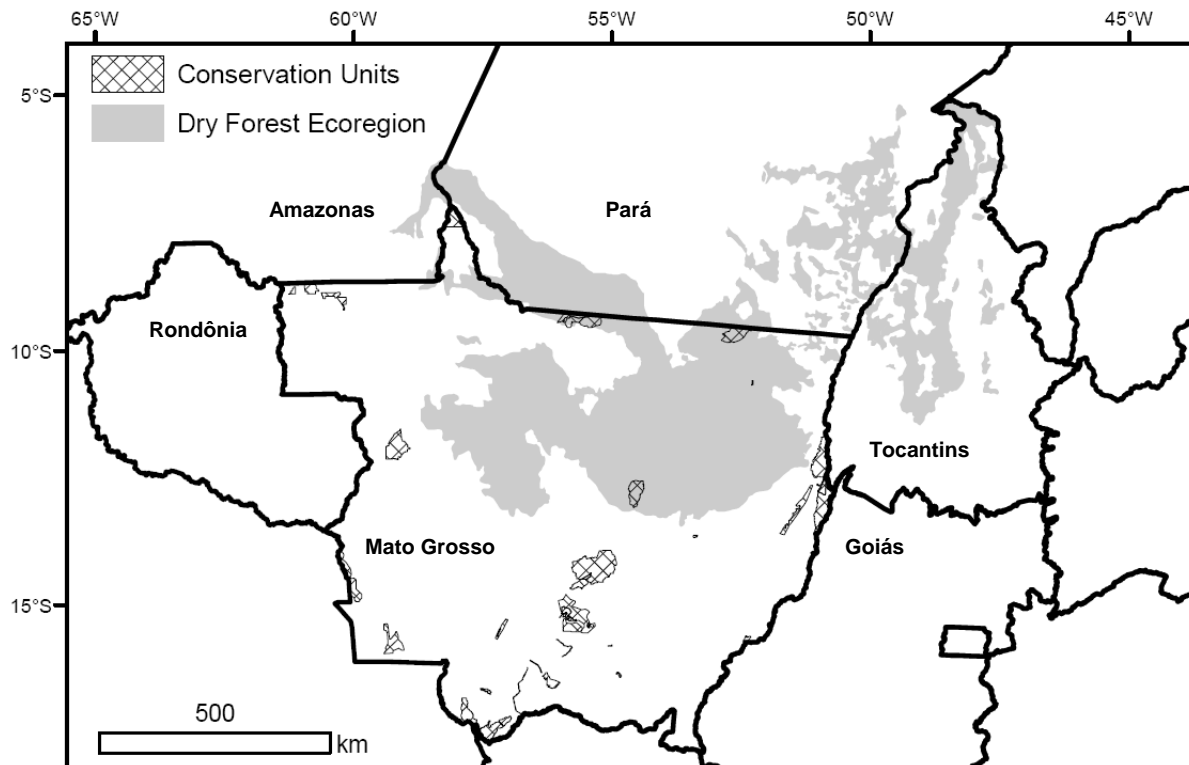 65°W 60°W 55°W 50°W 45°W
Conservation Units
5°S
Dry Forest Ecoregion
Amazonas Pará
Rondônia
10°S
Tocantins
Mato Grosso Goiás
15°S
500
km